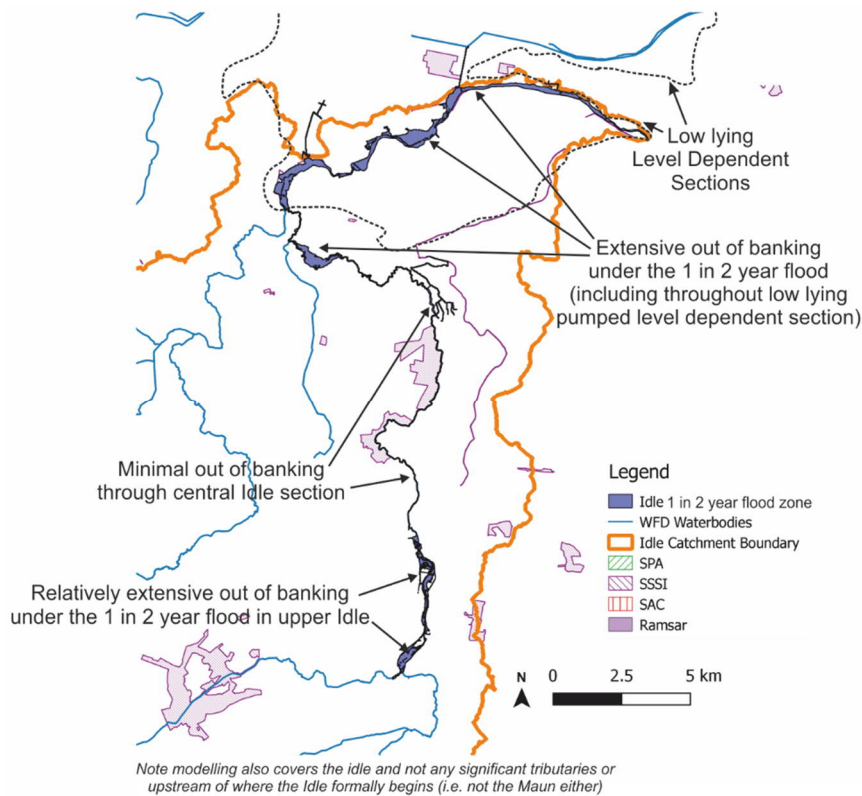 Low lying
Level Dependent
Sections
Extensive out of banking
under the 1 in 2 year flood
(including throughout low lying
pumped level dependent section)
Minimal out of banking
through central Idle section
Relatively extensive out of banking
under the 1 in 2 year flood in upper Idle
Legend
Idle 1 in 2 year flood zone
WFD Waterbodies
Idle Catchment Boundary
SPA
SSSI
SAC
Ramsar
N
0 2.5 5 km
Note modelling also covers the idle and not any significant tributaries or
upstream of where the Idle formally begins (i.e. not the Maun either)